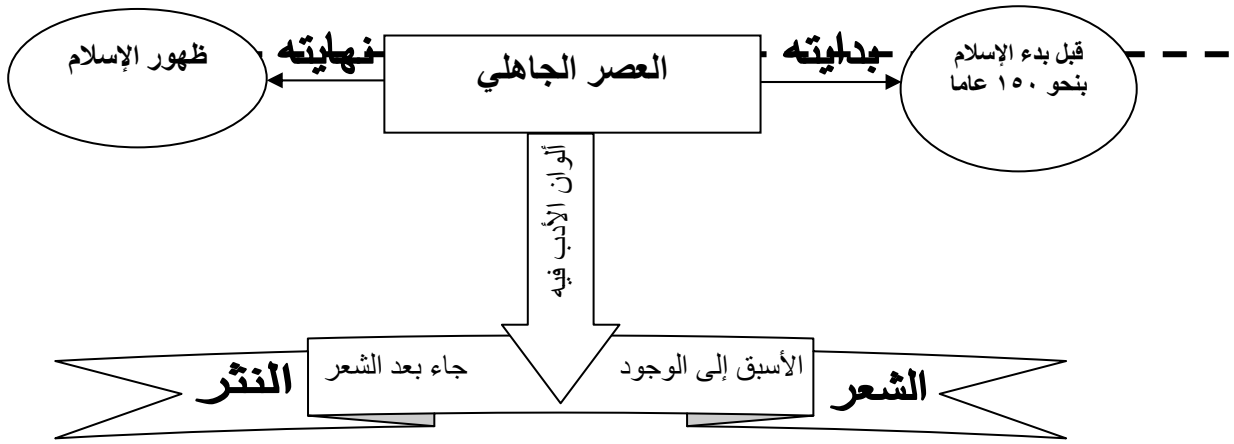 قبل بدء الإسلام
بنحو ١٥٠ عاما
بدايته
العصر الجاهلي
نهايته
ظهور الإسلام
ألوان الأدب فيه
الشعر
الأسبق إلى الوجود
جاء بعد الشعر
النثر